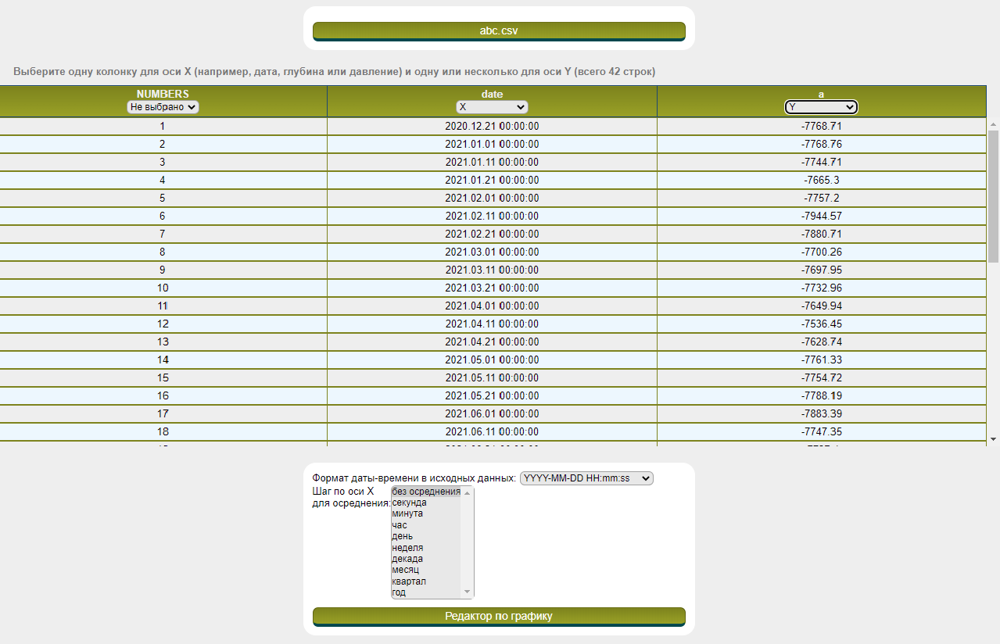 abc.csv
Выберите одну колонку для оси X (например, дата, глубина или давление) и одну или несколько для оси Y (всего 42 строк)
NUMBERS date a
Не выбрано X Y
1 2020.12.21 00:00:00 -7768.71
2 2021.01.01 00:00:00 -7768.76
3 2021.01.11 00:00:00 -7744.71
4 2021.01.21 00:00:00 -7665.3
5 2021.02.01 00:00:00 -7757.2
6 2021.02.11 00:00:00 -7944.57
7 2021.02.21 00:00:00 -7880.71
8 2021.03.01 00:00:00 -7700.26
9 2021.03.11 00:00:00 -7697.95
10 2021.03.21 00:00:00 -7732.96
11 2021.04.01 00:00:00 -7649.94
12 2021.04.11 00:00:00 -7536.45
13 2021.04.21 00:00:00 -7628.74
14 2021.05.01 00:00:00 -7761.33
15 2021.05.11 00:00:00 -7754.72
16 2021.05.21 00:00:00 -7788.19
17 2021.06.01 00:00:00 -7883.39
18 2021.06.11 00:00:00 -7747.35
Формат даты-времени в исходных данных: YYYY-MM-DD HH:mm:ss
Шаг по оси X
для осреднения:
без осреднения
секунда
минута
час
день
неделя
декада
месяц
квартал
год
Редактор по графику